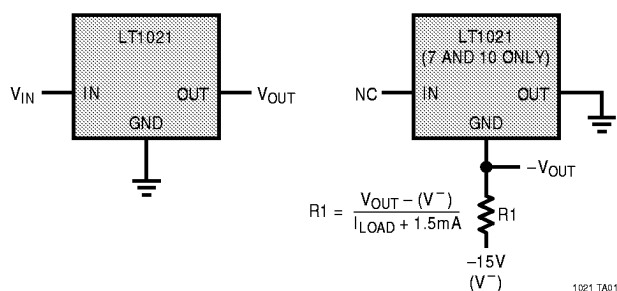 LT1021
V_IN
IN
OUT
V_OUT
GND
LT1021
(7 AND 10 ONLY)
NC
IN
OUT
GND
−V_OUT
R1 = V_OUT − (V⁻) / I_LOAD + 1.5mA
R1
−15V
(V⁻)
1021 TA01